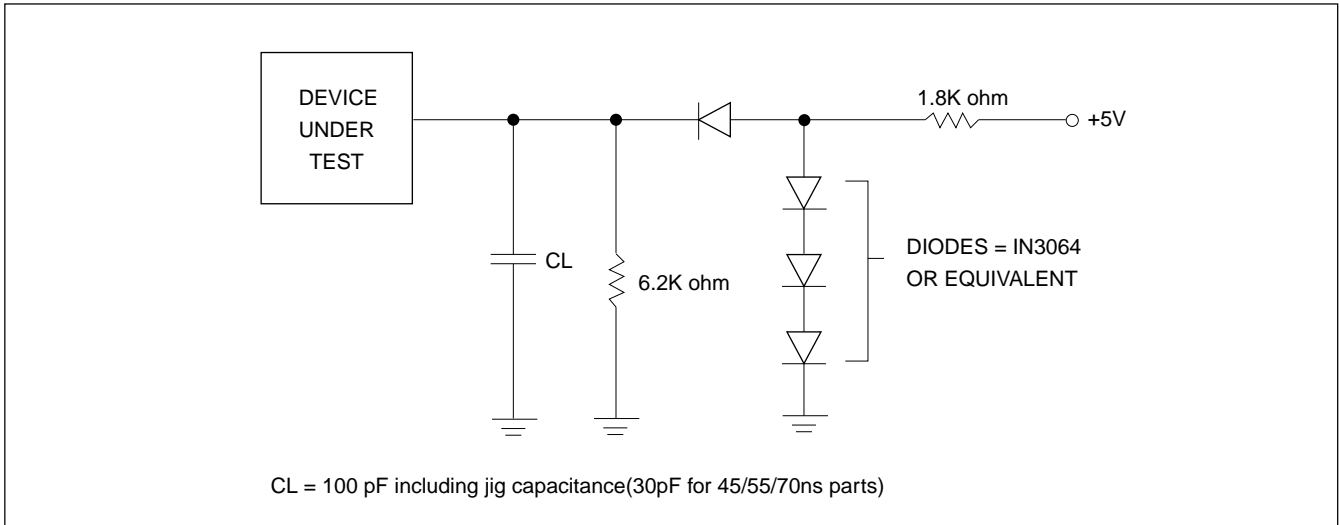 DEVICE
UNDER
TEST
1.8K ohm
+5V
CL
6.2K ohm
DIODES = IN3064
OR EQUIVALENT
CL = 100 pF including jig capacitance(30pF for 45/55/70ns parts)